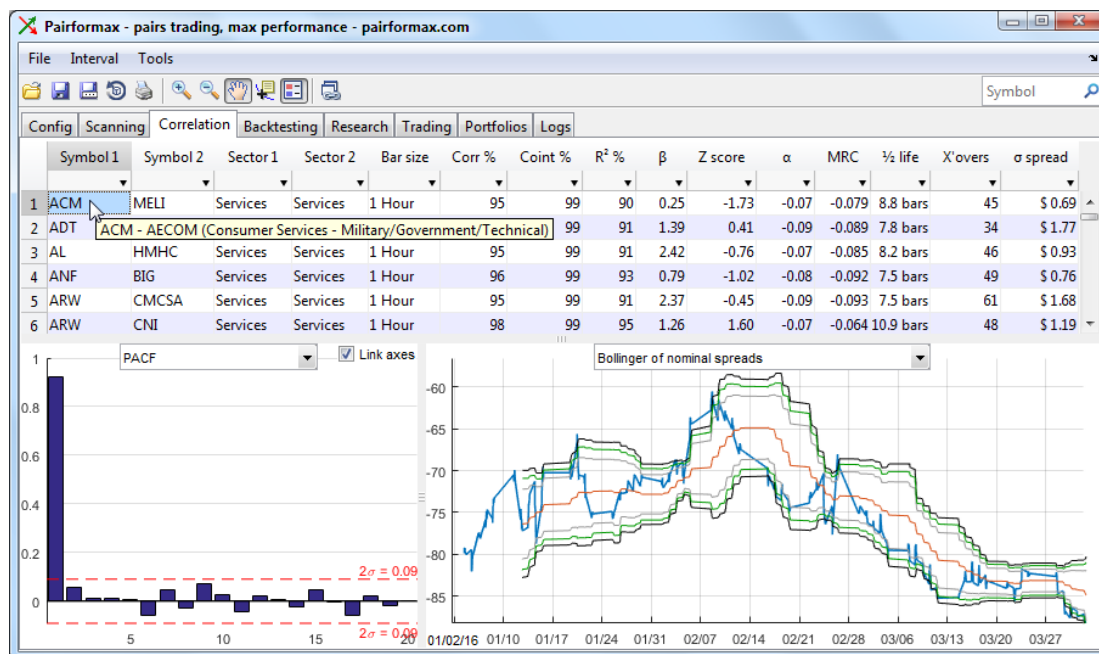 Pairformax - pairs trading, max performance - pairformax.com
File Interval Tools
Symbol
Config Scanning Correlation Backtesting Research Trading Portfolios Logs
Symbol 1 Symbol 2 Sector 1 Sector 2 Bar size Corr % Coint % R² % β Z score α MRC ½ life X'overs σ spread
1 ACM MELI Services Services 1 Hour 95 99 90 0.25 -1.73 -0.07 -0.079 8.8 bars 45 $ 0.69
2 ADT 99 91 1.39 0.41 -0.09 -0.089 7.8 bars 34 $ 1.77
ACM - AECOM (Consumer Services - Military/Government/Technical)
3 AL HMHC Services Services 1 Hour 95 99 91 2.42 -0.76 -0.07 -0.085 8.2 bars 46 $ 0.93
4 ANF BIG Services Services 1 Hour 96 99 93 0.79 -1.02 -0.08 -0.092 7.5 bars 49 $ 0.76
5 ARW CMCSA Services Services 1 Hour 95 99 91 2.37 -0.45 -0.09 -0.093 7.5 bars 61 $ 1.68
6 ARW CNI Services Services 1 Hour 98 99 95 1.26 1.60 -0.07 -0.064 10.9 bars 48 $ 1.19
PACF Link axes
1
0.8
0.6
0.4
0.2
0
2σ = 0.09
2σ = 0.09
5 10 15 20
Bollinger of nominal spreads
-60
-65
-70
-75
-80
-85
01/02/16 01/10 01/17 01/24 01/31 02/07 02/14 02/21 02/28 03/06 03/13 03/20 03/27